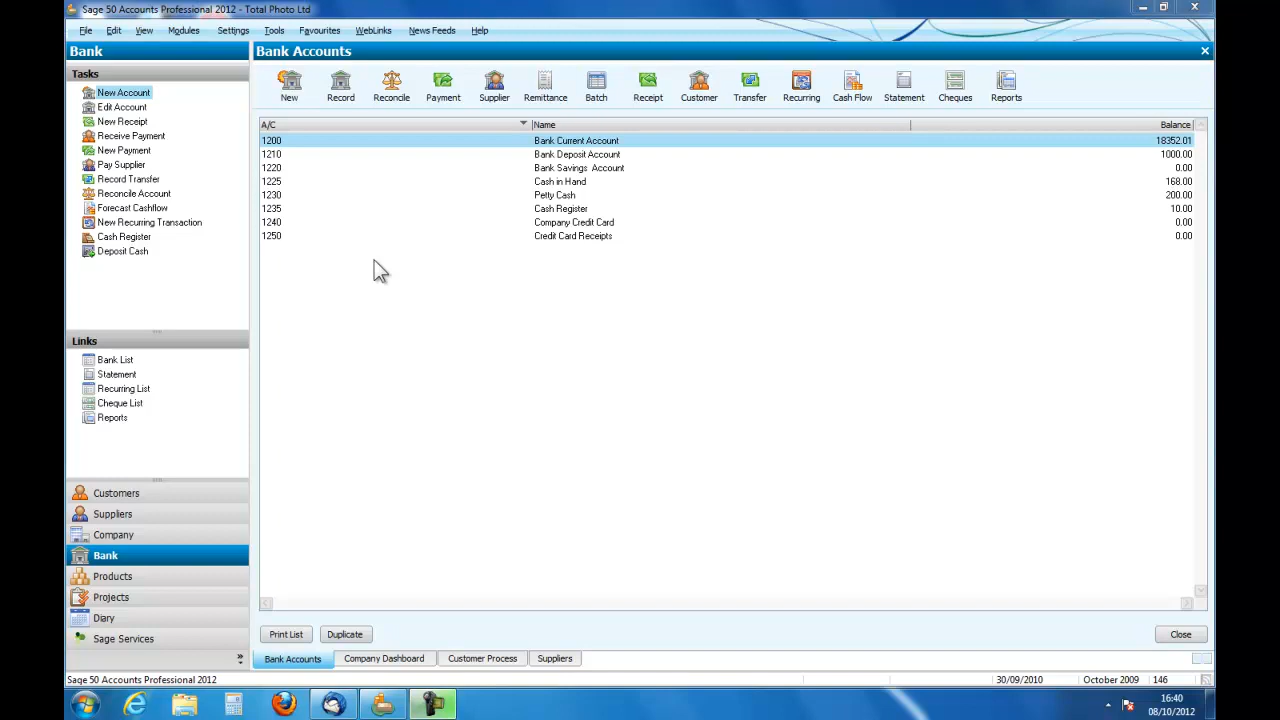 Sage 50 Accounts Professional 2012 - Total Photo Ltd
File Edit View Modules Settings Tools Favourites WebLinks News Feeds Help
Bank
Tasks
New Account
Edit Account
New Receipt
Receive Payment
New Payment
Pay Supplier
Record Transfer
Reconcile Account
Forecast Cashflow
New Recurring Transaction
Cash Register
Deposit Cash
Links
Bank List
Statement
Recurring List
Cheque List
Reports
Customers
Suppliers
Company
Bank
Products
Projects
Diary
Sage Services
Bank Accounts
New Record Reconcile Payment Supplier Remittance Batch Receipt Customer Transfer Recurring Cash Flow Statement Cheques Reports
A/C Name Balance
1200 Bank Current Account 18352.01
1210 Bank Deposit Account 1000.00
1220 Bank Savings Account 0.00
1225 Cash in Hand 168.00
1230 Petty Cash 200.00
1235 Cash Register 10.00
1240 Company Credit Card 0.00
1250 Credit Card Receipts 0.00
Print List Duplicate Close
Bank Accounts Company Dashboard Customer Process Suppliers
Sage 50 Accounts Professional 2012 30/09/2010 October 2009 146
16:40
08/10/2012